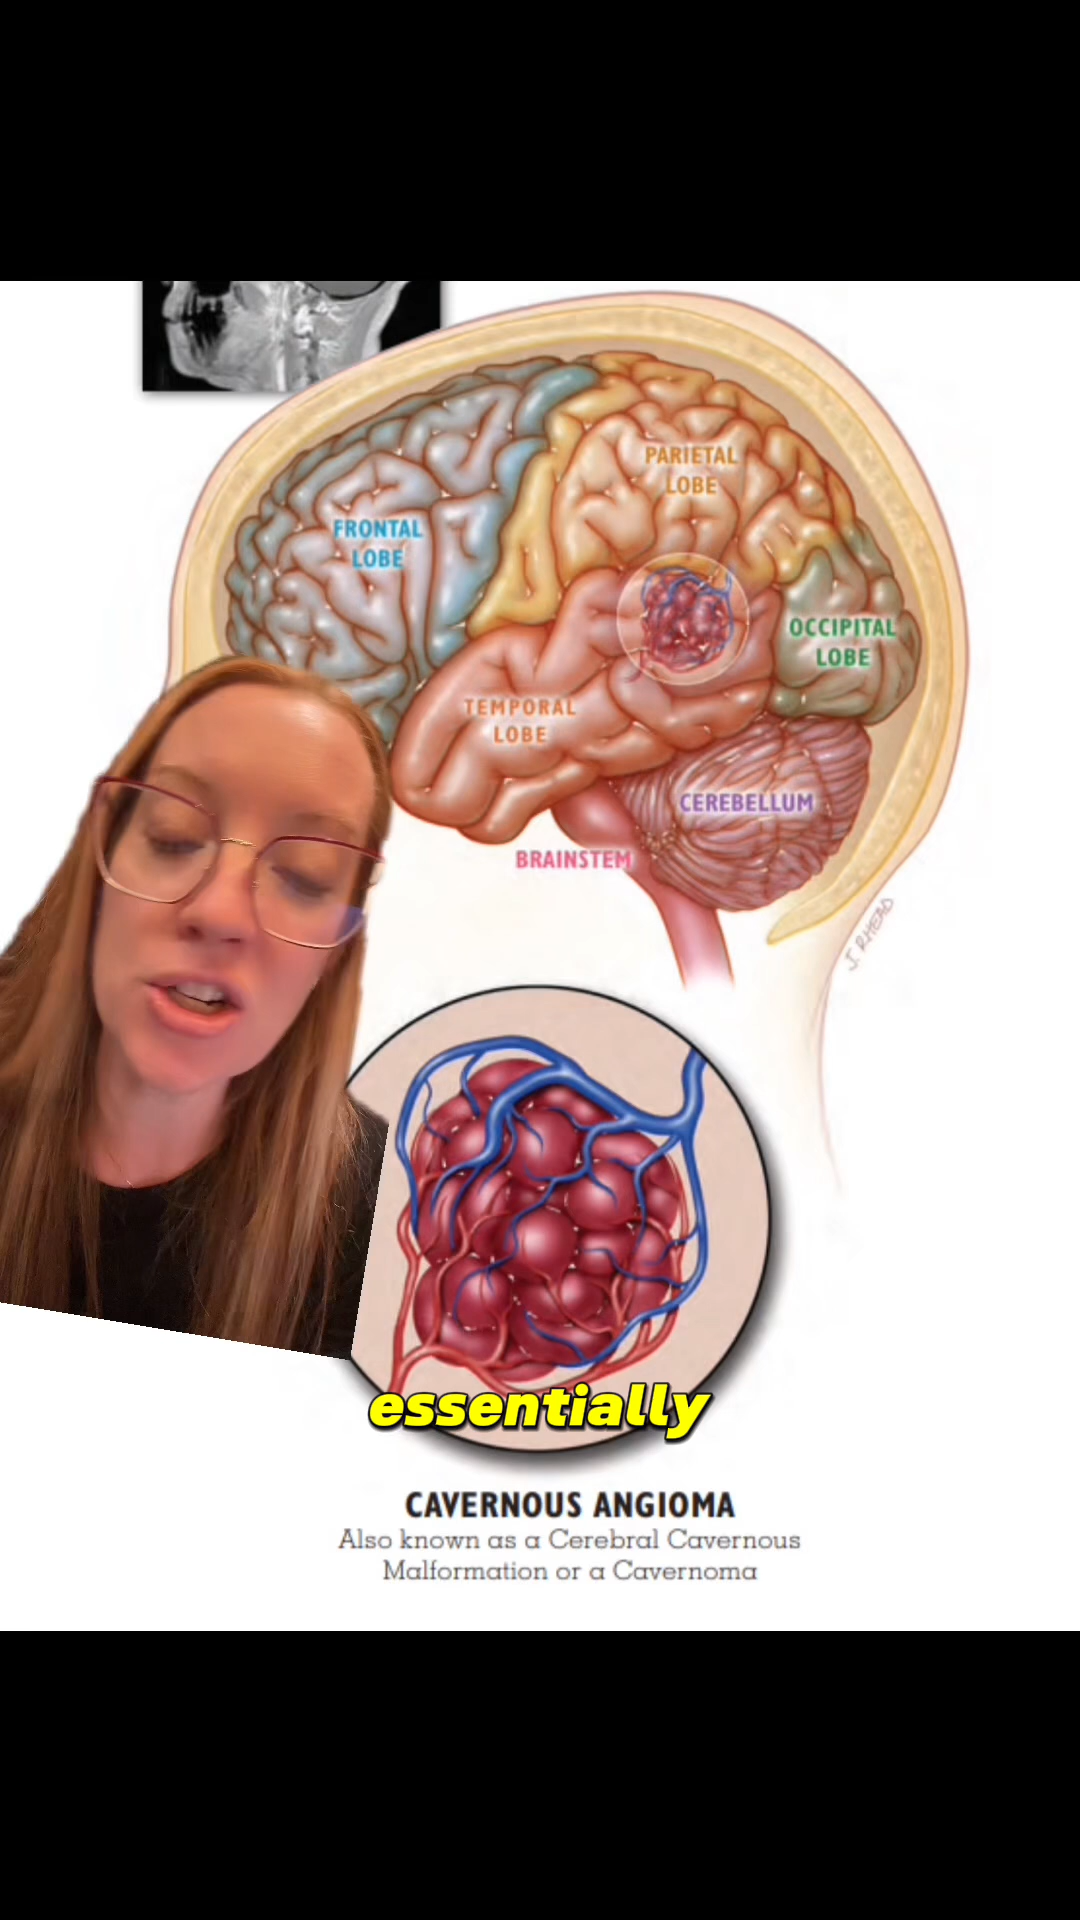 PARIETAL
LOBE
FRONTAL
LOBE
OCCIPITAL
LOBE
TEMPORAL
LOBE
CEREBELLUM
BRAINSTEM
J. RHEAD
essentially
CAVERNOUS ANGIOMA
Also known as a Cerebral Cavernous
Malformation or a Cavernoma